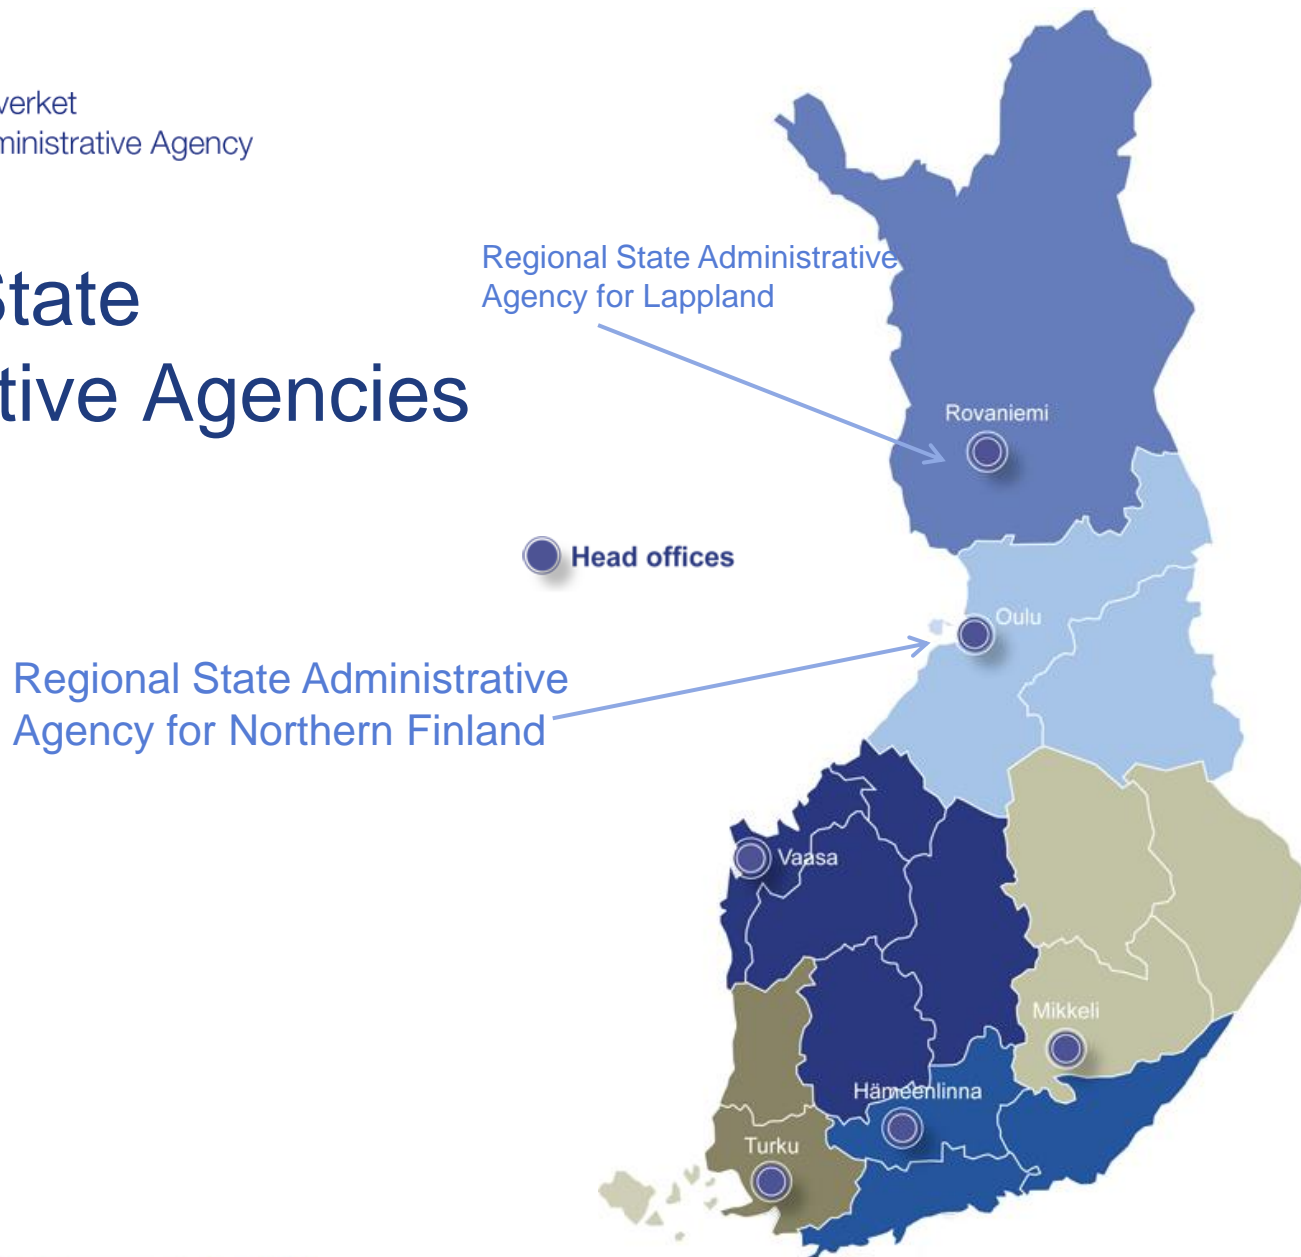 verket
ministrative Agency
State
tive Agencies
Regional State Administrative
Agency for Lappland
Rovaniemi
Head offices
Oulu
Regional State Administrative
Agency for Northern Finland
Vaasa
Mikkeli
Hämeenlinna
Turku